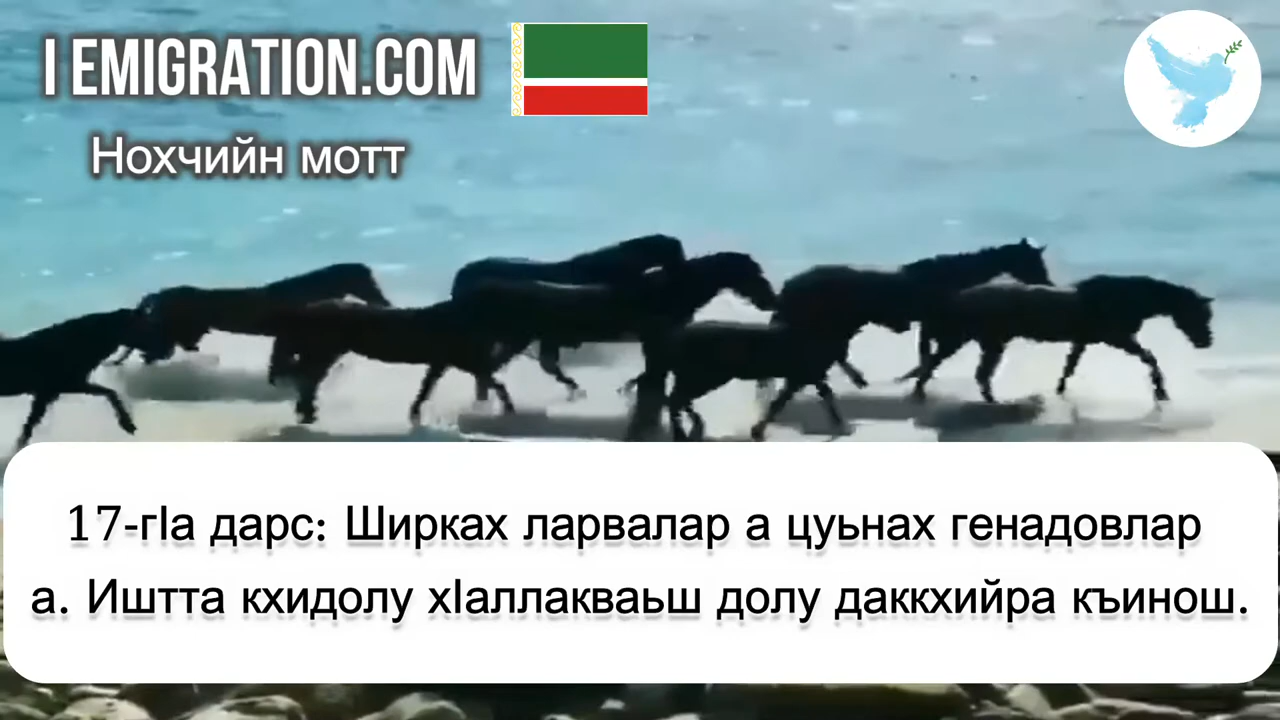 I EMIGRATION.COM
Нохчийн мотт
17-гIа дарс: Ширках ларвалар а цуьнах генадовлар
а. Иштта кхидолу хIаллакваьш долу даккхийра къинош.